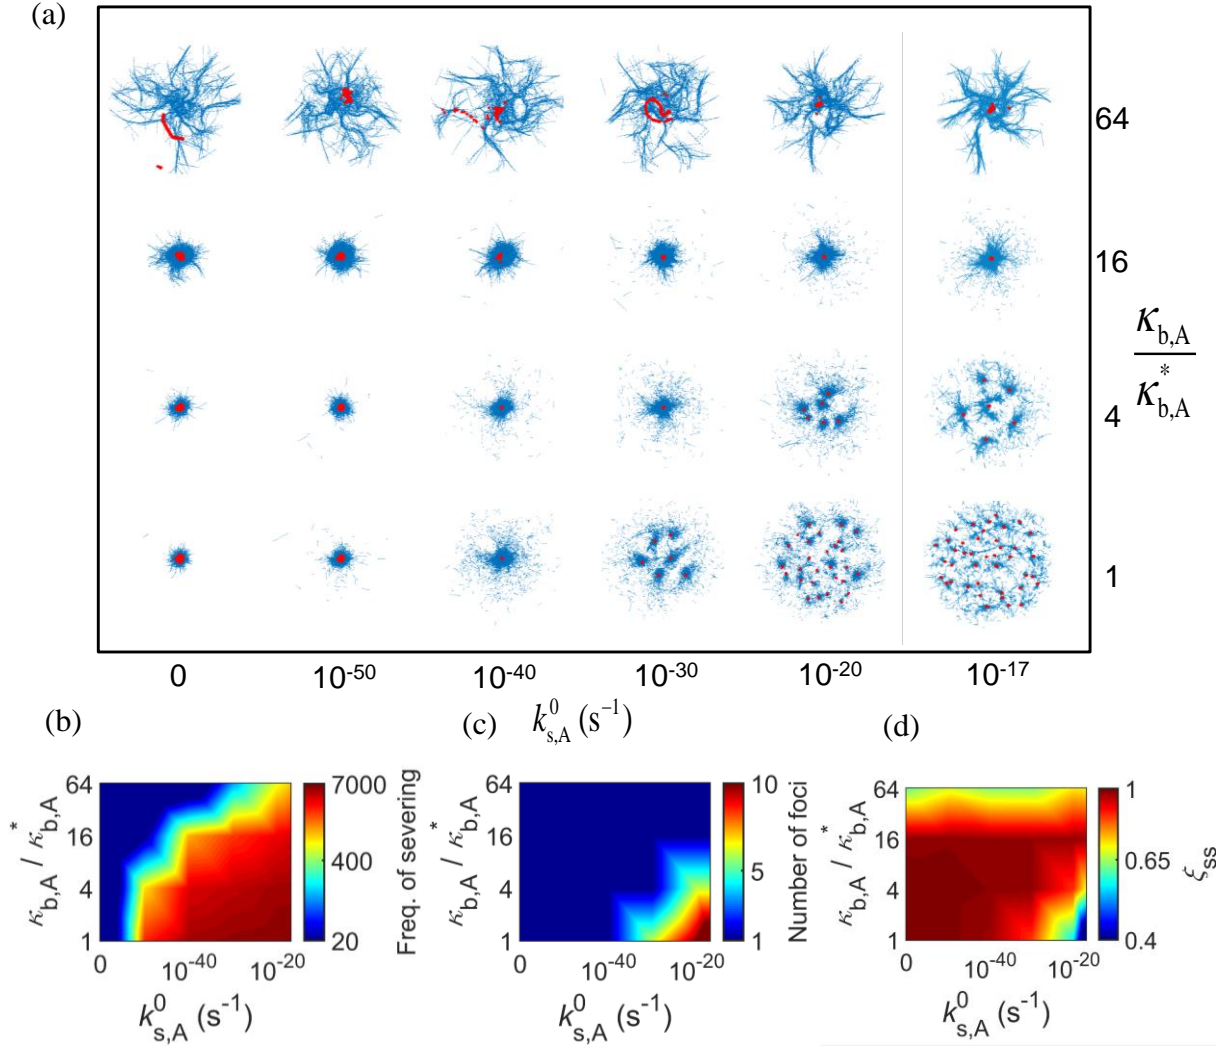 (a)
64
16
κb,A
κ*b,A
4
1
0 10-50 10-40 10-30 10-20 10-17
(b) (c) k0s,A (s−1) (d)
64
16
4
1
κb,A / κ*b,A
0 10-40 10-20
k0s,A (s-1)
7000
400
20
Freq. of severing
64
16
4
1
κb,A / κ*b,A
0 10-40 10-20
k0s,A (s-1)
10
5
1
Number of foci
64
16
4
1
κb,A / κ*b,A
0 10-40 10-20
k0s,A (s-1)
1
0.65
0.4
ξss